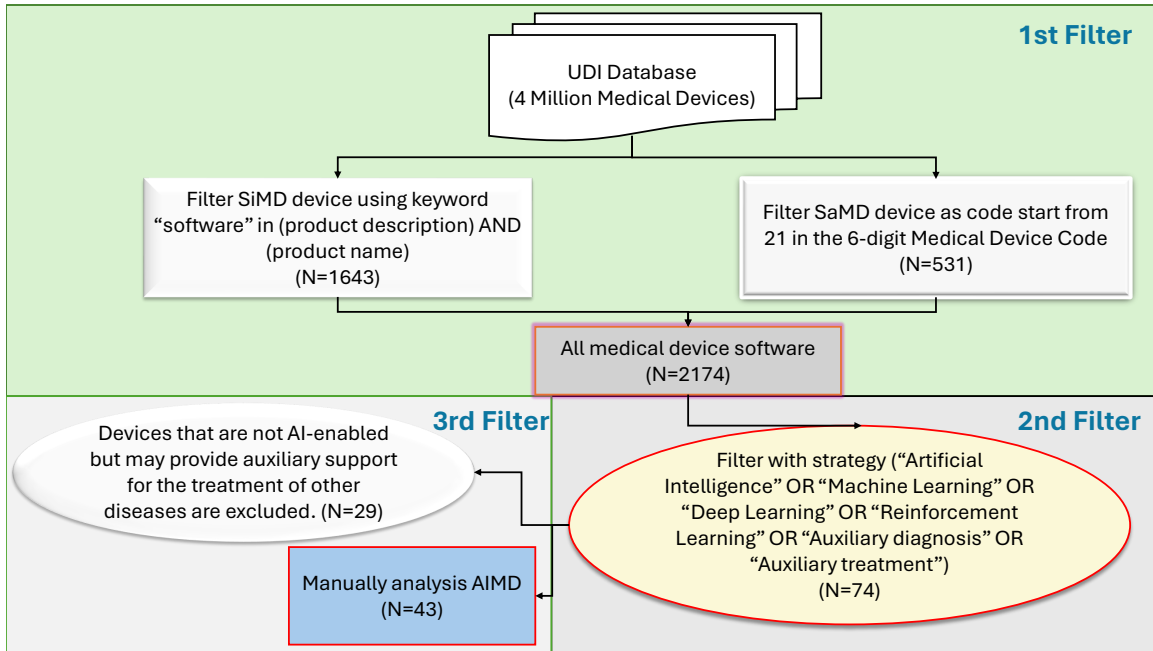 1st Filter
UDI Database
(4 Million Medical Devices)
Filter SiMD device using keyword
“software” in (product description) AND
(product name)
(N=1643)
Filter SaMD device as code start from
21 in the 6-digit Medical Device Code
(N=531)
All medical device software
(N=2174)
3rd Filter
2nd Filter
Devices that are not AI-enabled
but may provide auxiliary support
for the treatment of other
diseases are excluded. (N=29)
Filter with strategy (“Artificial
Intelligence” OR “Machine Learning” OR
“Deep Learning” OR “Reinforcement
Learning” OR “Auxiliary diagnosis” OR
“Auxiliary treatment”)
(N=74)
Manually analysis AIMD
(N=43)